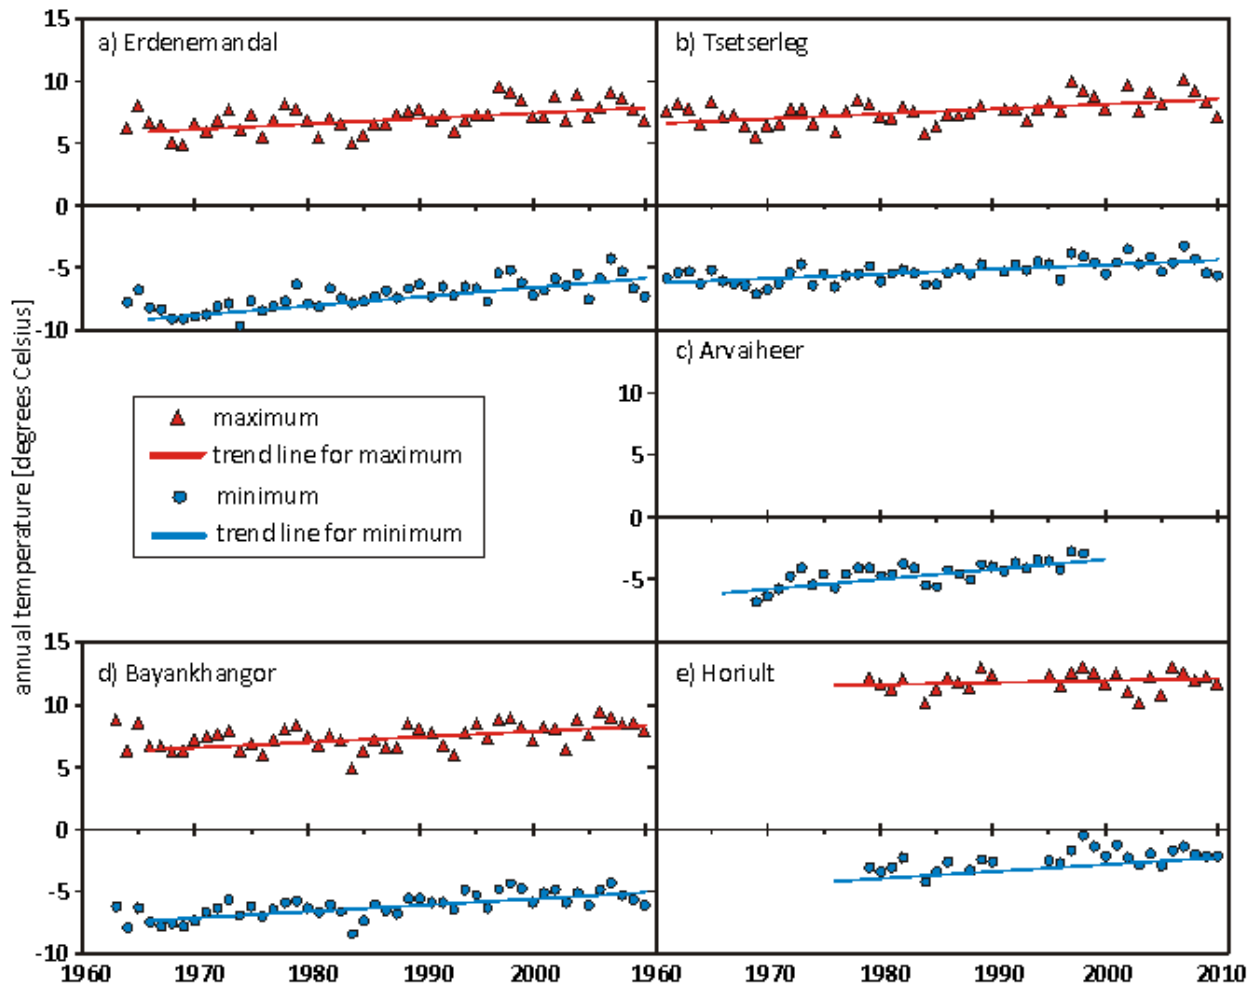 15
a) Erdenemandal
b) Tsetserleg
10
5
0
-5
-10
c) Arvaiheer
10
5
0
-5
maximum
trend line for maximum
minimum
trend line for minimum
annual temperature [degrees Celsius]
15
d) Bayankhangor
e) Horiult
10
5
0
-5
-10
1960 1970 1980 1990 2000 1960 1970 1980 1990 2000 2010